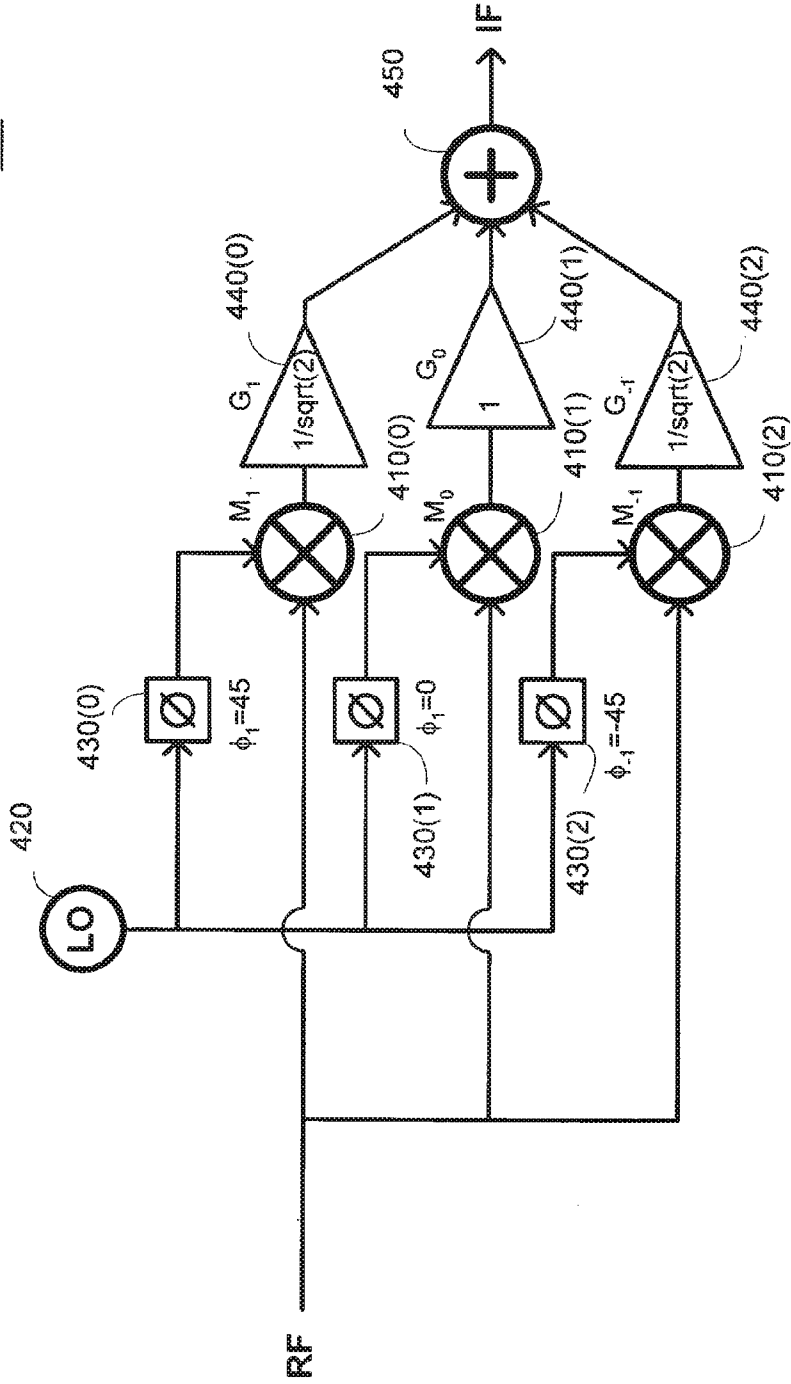 RF
LO
420
430(0)
Ø
ϕ₁=45
430(1)
Ø
ϕ₁=0
430(2)
Ø
ϕ₋₁=-45
M₁
410(0)
M₀
410(1)
M₋₁
410(2)
G₁
1/sqrt(2)
440(0)
G₀
1
440(1)
G₋₁
1/sqrt(2)
440(2)
450
+
IF